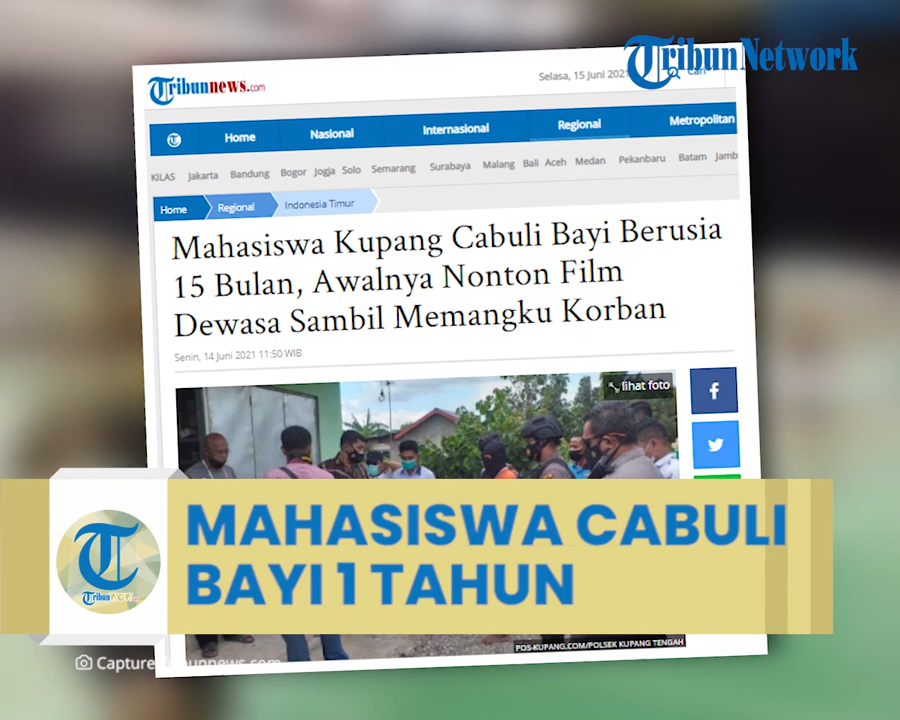 TribunNetwork
Tribunnews.com
Selasa, 15 Juni 2021
Cari
Home Nasional Internasional Regional Metropolitan
KILAS Jakarta Bandung Bogor Jogja Solo Semarang Surabaya Malang Bali Aceh Medan Pekanbaru Batam Jamb
Home Regional Indonesia Timur
Mahasiswa Kupang Cabuli Bayi Berusia
15 Bulan, Awalnya Nonton Film
Dewasa Sambil Memangku Korban
Senin, 14 Juni 2021 11:50 WIB
lihat foto
MAHASISWA CABULI
BAYI 1 TAHUN
POS-KUPANG.COM/POLSEK KUPANG TENGAH
Capture